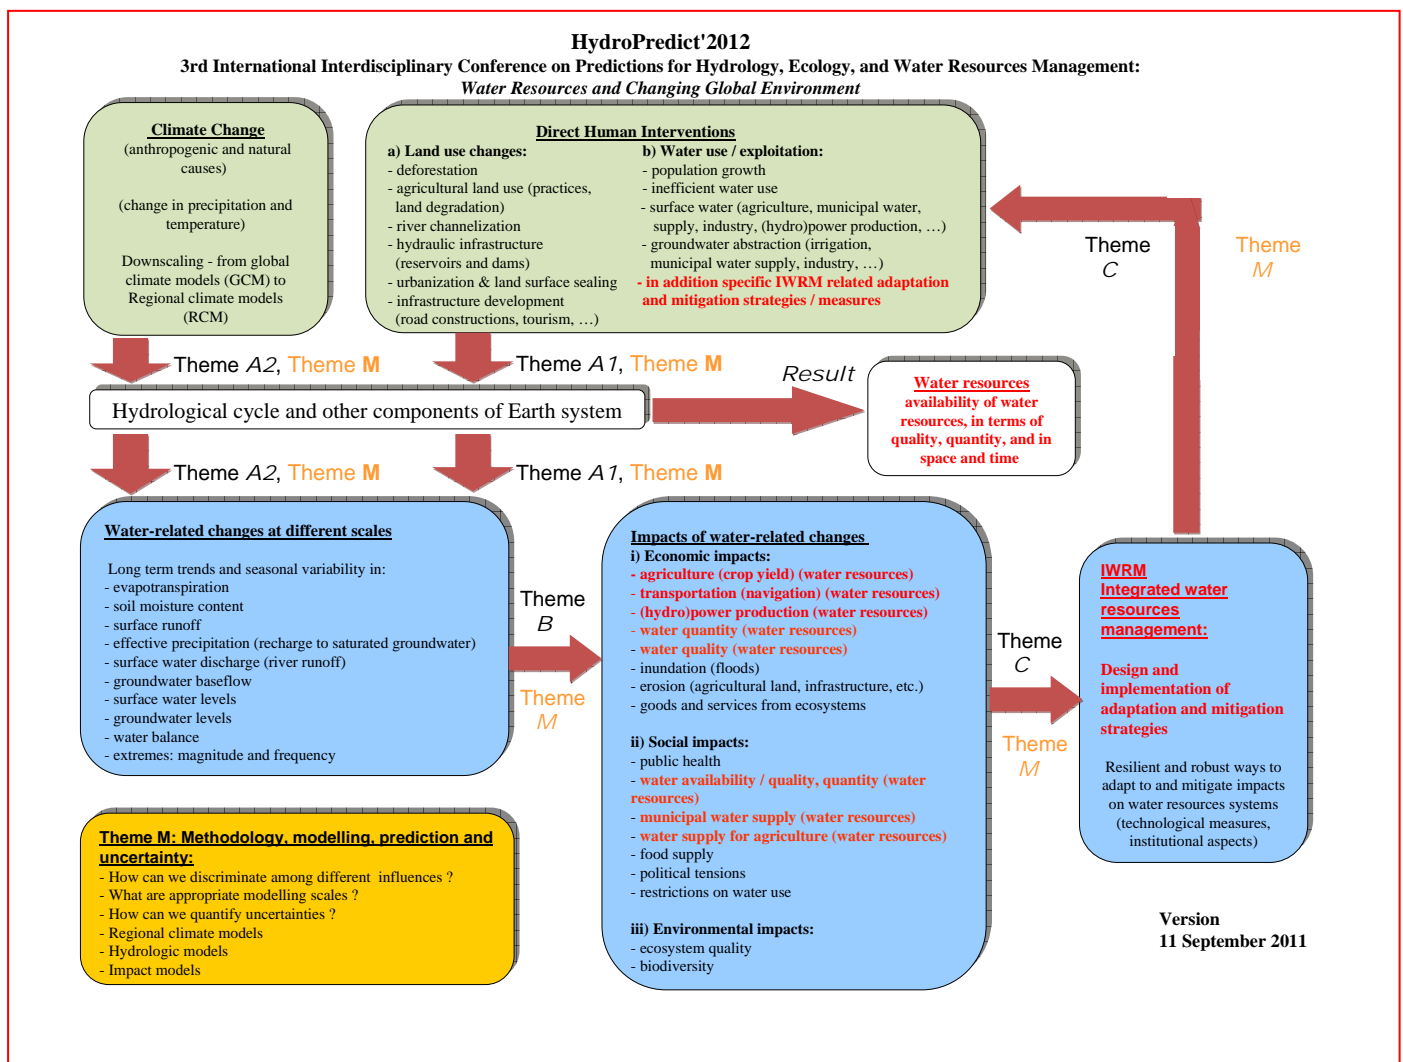 HydroPredict'2012
3rd International Interdisciplinary Conference on Predictions for Hydrology, Ecology, and Water Resources Management:
Water Resources and Changing Global Environment
Climate Change
(anthropogenic and natural
causes)
(change in precipitation and
temperature)
Downscaling - from global
climate models (GCM) to
Regional climate models
(RCM)
Direct Human Interventions
a) Land use changes:
- deforestation
- agricultural land use (practices,
land degradation)
- river channelization
- hydraulic infrastructure
(reservoirs and dams)
- urbanization & land surface sealing
- infrastructure development
(road constructions, tourism, …)
b) Water use / exploitation:
- population growth
- inefficient water use
- surface water (agriculture, municipal water,
supply, industry, (hydro)power production, …)
- groundwater abstraction (irrigation,
municipal water supply, industry, …)
- in addition specific IWRM related adaptation
and mitigation strategies / measures
Theme
C
Theme
M
Theme A2, Theme M
Theme A1, Theme M
Result
Hydrological cycle and other components of Earth system
Water resources
availability of water
resources, in terms of
quality, quantity, and in
space and time
Theme A2, Theme M
Theme A1, Theme M
Water-related changes at different scales
Long term trends and seasonal variability in:
- evapotranspiration
- soil moisture content
- surface runoff
- effective precipitation (recharge to saturated groundwater)
- surface water discharge (river runoff)
- groundwater baseflow
- surface water levels
- groundwater levels
- water balance
- extremes: magnitude and frequency
Theme
B
Theme
M
Impacts of water-related changes
i) Economic impacts:
- agriculture (crop yield) (water resources)
- transportation (navigation) (water resources)
- (hydro)power production (water resources)
- water quantity (water resources)
- water quality (water resources)
- inundation (floods)
- erosion (agricultural land, infrastructure, etc.)
- goods and services from ecosystems
ii) Social impacts:
- public health
- water availability / quality, quantity (water
resources)
- municipal water supply (water resources)
- water supply for agriculture (water resources)
- food supply
- political tensions
- restrictions on water use
iii) Environmental impacts:
- ecosystem quality
- biodiversity
Theme
C
Theme
M
IWRM
Integrated water
resources
management:
Design and
implementation of
adaptation and mitigation
strategies
Resilient and robust ways to
adapt to and mitigate impacts
on water resources systems
(technological measures,
institutional aspects)
Theme M: Methodology, modelling, prediction and
uncertainty:
- How can we discriminate among different influences ?
- What are appropriate modelling scales ?
- How can we quantify uncertainties ?
- Regional climate models
- Hydrologic models
- Impact models
Version
11 September 2011